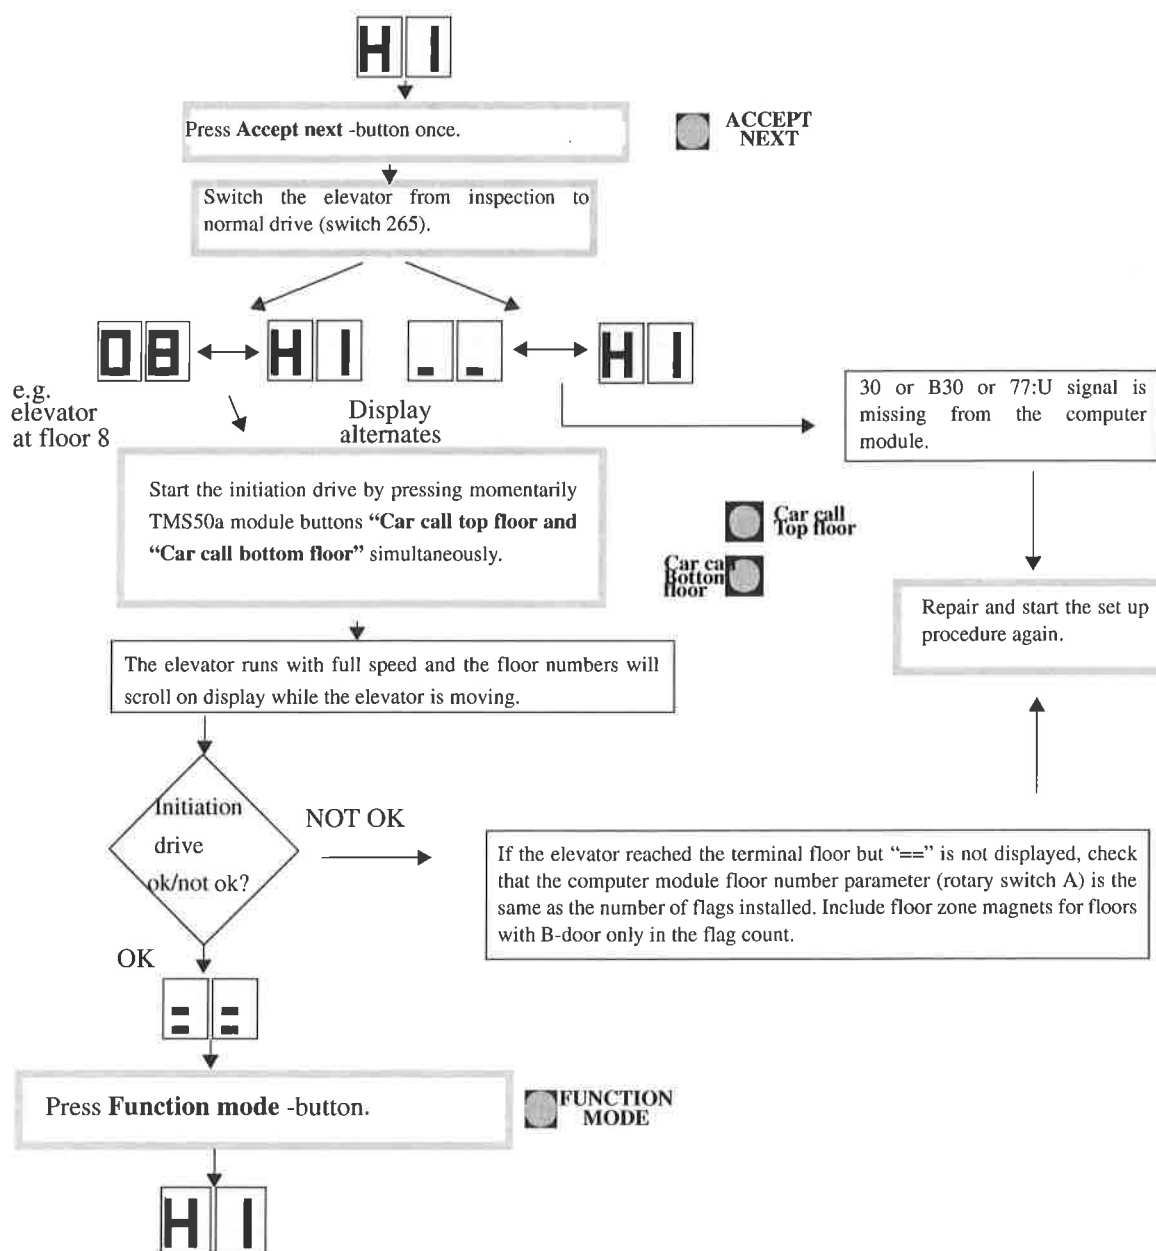 H I
Press Accept next -button once.
ACCEPT
NEXT
Switch the elevator from inspection to
normal drive (switch 265).
08
H I
_ _
H I
e.g.
elevator
at floor 8
Display
alternates
30 or B30 or 77:U signal is
missing from the computer
module.
Start the initiation drive by pressing momentarily
TMS50a module buttons “Car call top floor and
“Car call bottom floor” simultaneously.
Car call
Top floor
Car ca
Botton
floor
Repair and start the set up
procedure again.
The elevator runs with full speed and the floor numbers will
scroll on display while the elevator is moving.
Initiation
drive
ok/not ok?
NOT OK
If the elevator reached the terminal floor but “==” is not displayed, check
that the computer module floor number parameter (rotary switch A) is the
same as the number of flags installed. Include floor zone magnets for floors
with B-door only in the flag count.
OK
= =
Press Function mode -button.
FUNCTION
MODE
H I